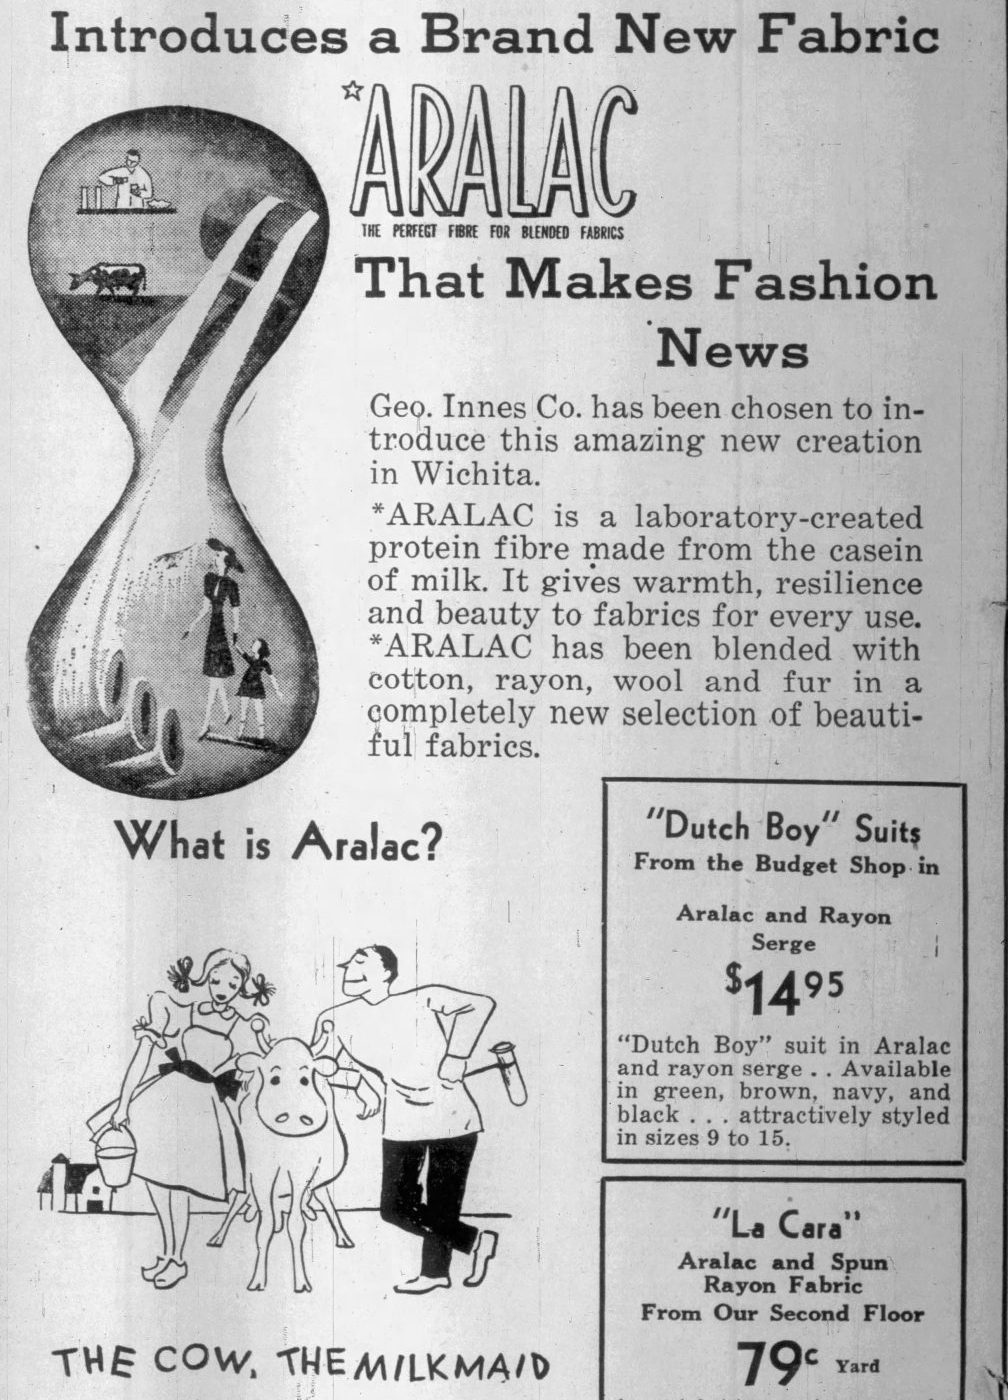 Introduces a Brand New Fabric
*ARALAC
THE PERFECT FIBRE FOR BLENDED FABRICS
That Makes Fashion
News
Geo. Innes Co. has been chosen to in-
troduce this amazing new creation
in Wichita.
*ARALAC is a laboratory-created
protein fibre made from the casein
of milk. It gives warmth, resilience
and beauty to fabrics for every use.
*ARALAC has been blended with
cotton, rayon, wool and fur in a
completely new selection of beauti-
ful fabrics.
What is Aralac?
THE COW, THE MILKMAID
"Dutch Boy" Suits
From the Budget Shop in
Aralac and Rayon
Serge
$14 95
"Dutch Boy" suit in Aralac
and rayon serge . . Available
in green, brown, navy, and
black . . . attractively styled
in sizes 9 to 15.
"La Cara"
Aralac and Spun
Rayon Fabric
From Our Second Floor
79c Yard